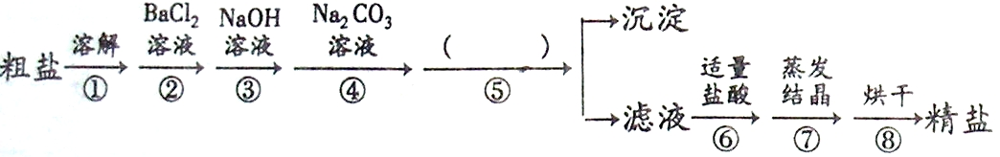 粗盐 溶解 ① BaCl₂ 溶液 ② NaOH 溶液 ③ Na₂CO₃ 溶液 ④ ( ) ⑤
沉淀
滤液 适量 盐酸 ⑥ 蒸发 结晶 ⑦ 烘干 ⑧ 精盐